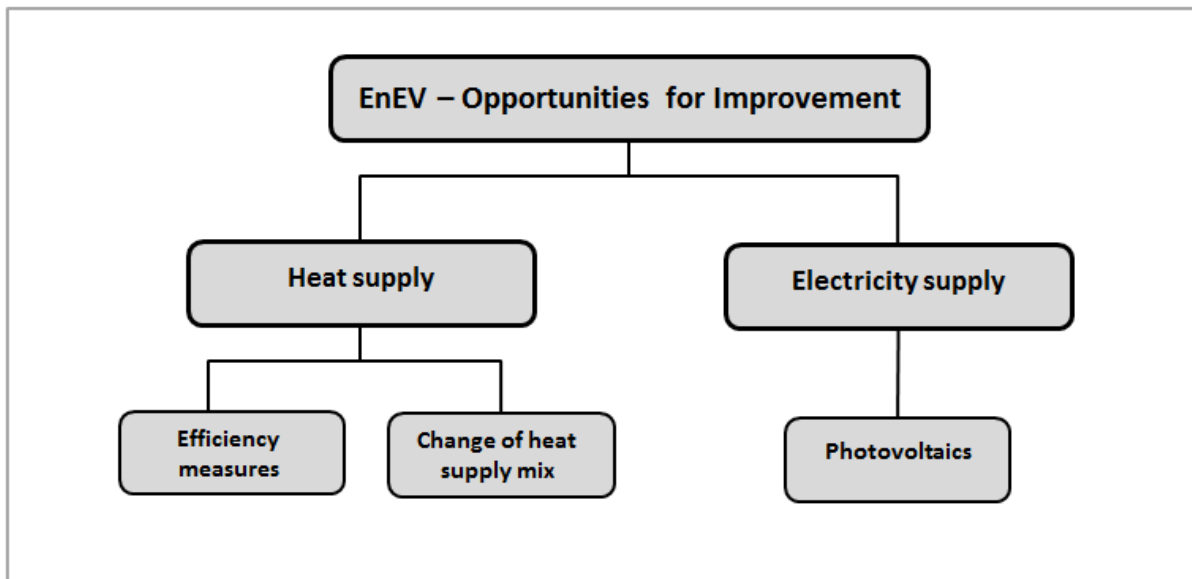 EnEV – Opportunities for Improvement
Heat supply
Electricity supply
Efficiency
measures
Change of heat
supply mix
Photovoltaics